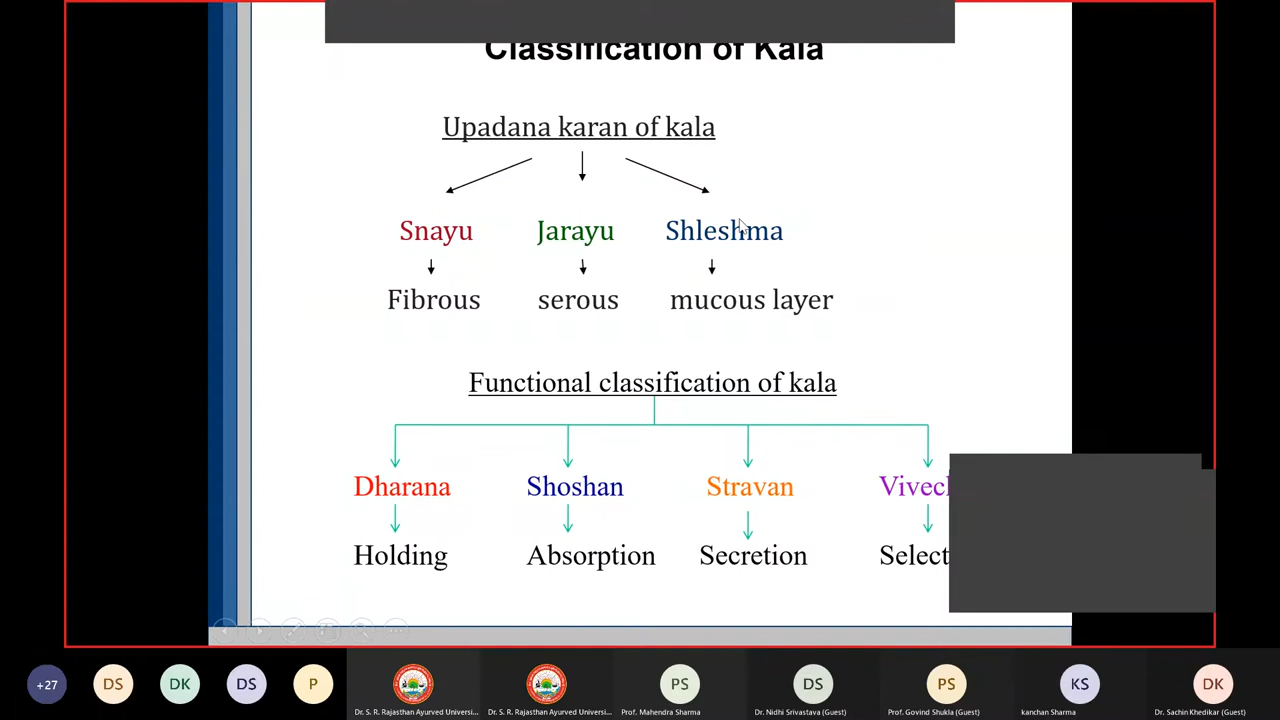 Classification of Kala
Upadana karan of kala
Snayu Jarayu Shleshma
Fibrous serous mucous layer
Functional classification of kala
Dharana Shoshan Stravan
Holding Absorption Secretion
+27 DS DK DS P PS DS PS KS DK
Dr. S. R. Rajasthan Ayurved Universi... Dr. S. R. Rajasthan Ayurved Universi... Prof. Mahendra Sharma Dr. Nidhi Srivastava (Guest) Prof. Govind Shukla (Guest) kanchan Sharma Dr. Sachin Khedikar (Guest)